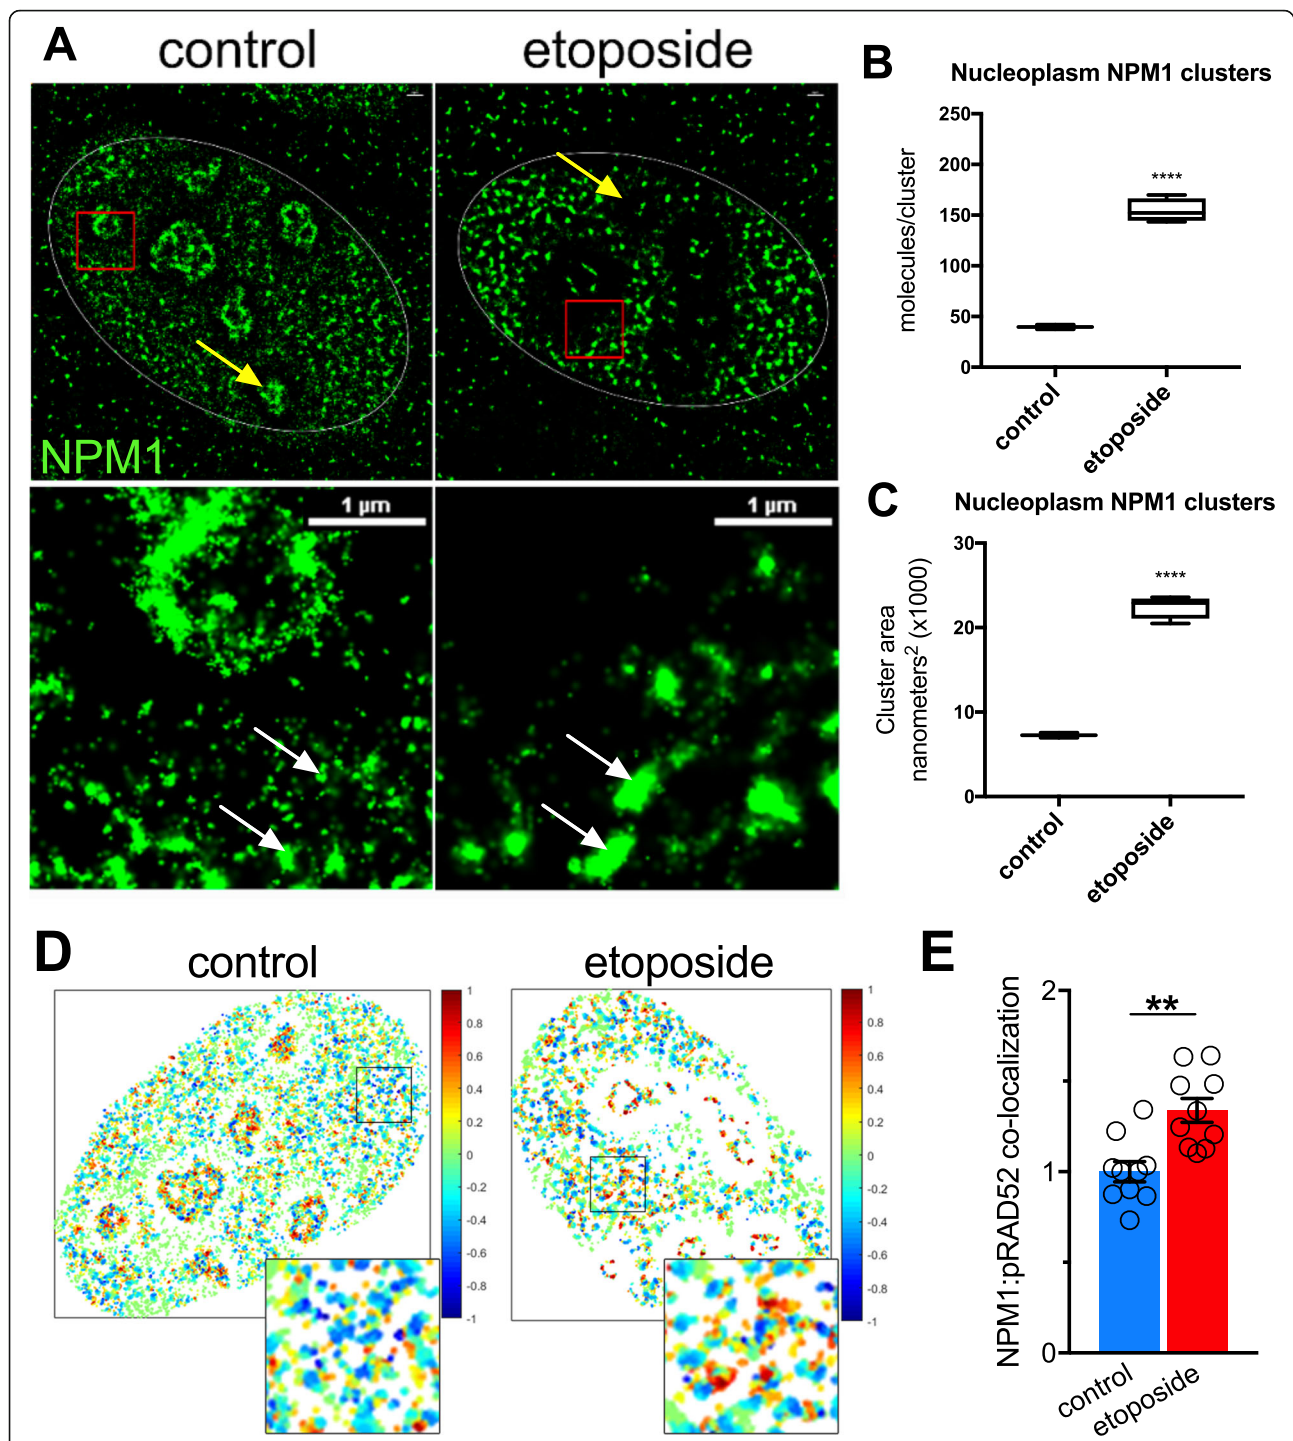 A
control
etoposide
NPM1
1 µm
1 µm
B
Nucleoplasm NPM1 clusters
molecules/cluster
250
200
150
100
50
0
****
control
etoposide
C
Nucleoplasm NPM1 clusters
Cluster area
nanometers² (x1000)
30
20
10
0
****
control
etoposide
D
control
etoposide
1
0.8
0.6
0.4
0.2
0
-0.2
-0.4
-0.6
-0.8
-1
1
0.8
0.6
0.4
0.2
0
-0.2
-0.4
-0.6
-0.8
-1
E
NPM1:pRAD52 co-localization
2
1
0
**
control
etoposide